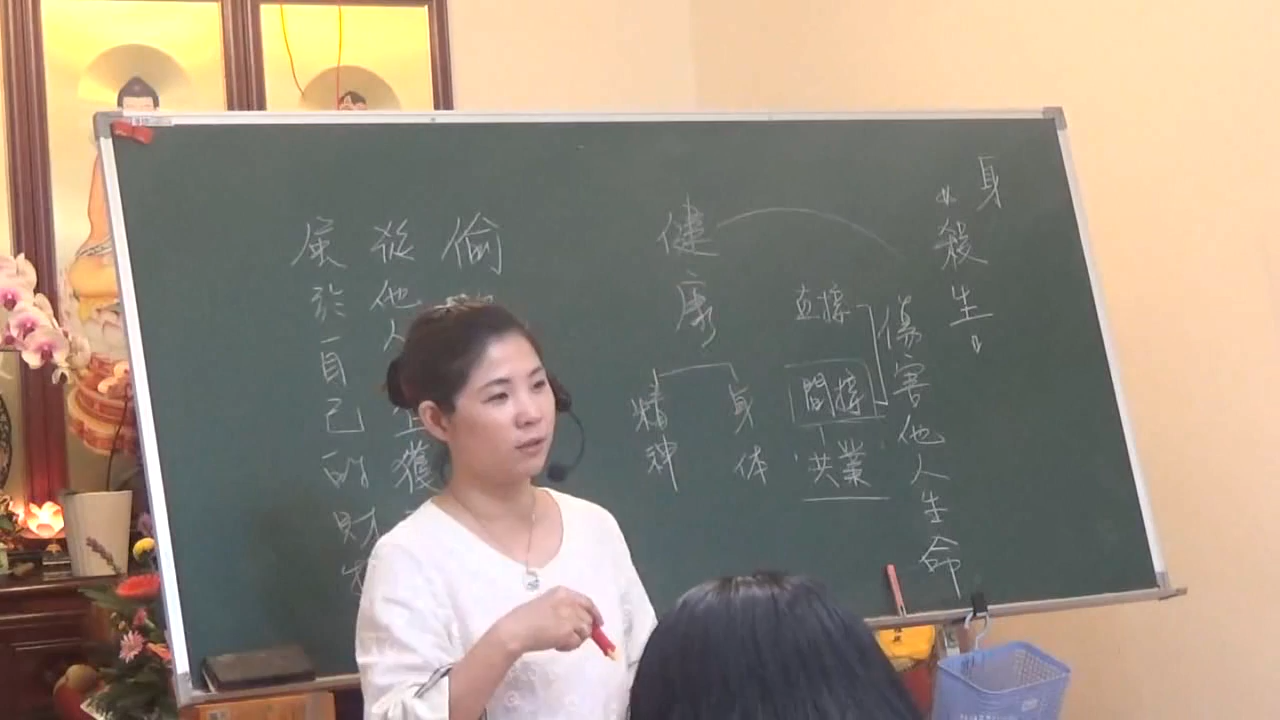 身
殺生
傷害他人生命
直接
間接
共業
健康
身体
精神
偷
從他人
獲
屬於自己的財